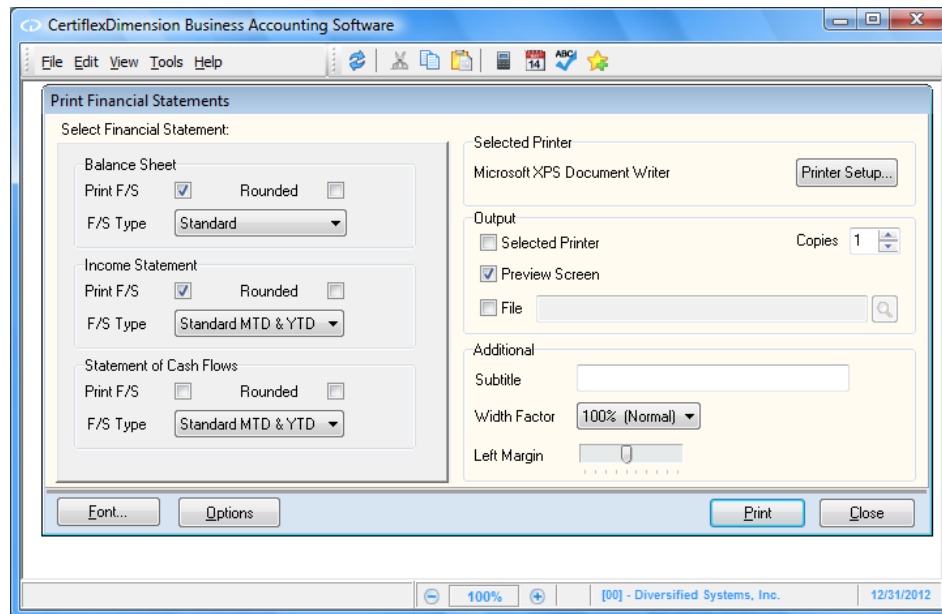 CertiflexDimension Business Accounting Software
File Edit View Tools Help
14
ABC
Print Financial Statements
Select Financial Statement:
Balance Sheet
Print F/S Rounded
F/S Type Standard
Income Statement
Print F/S Rounded
F/S Type Standard MTD & YTD
Statement of Cash Flows
Print F/S Rounded
F/S Type Standard MTD & YTD
Selected Printer
Microsoft XPS Document Writer Printer Setup...
Output
Selected Printer Copies 1
Preview Screen
File
Additional
Subtitle
Width Factor 100% (Normal)
Left Margin
Font... Options Print Close
100% [00] - Diversified Systems, Inc. 12/31/2012